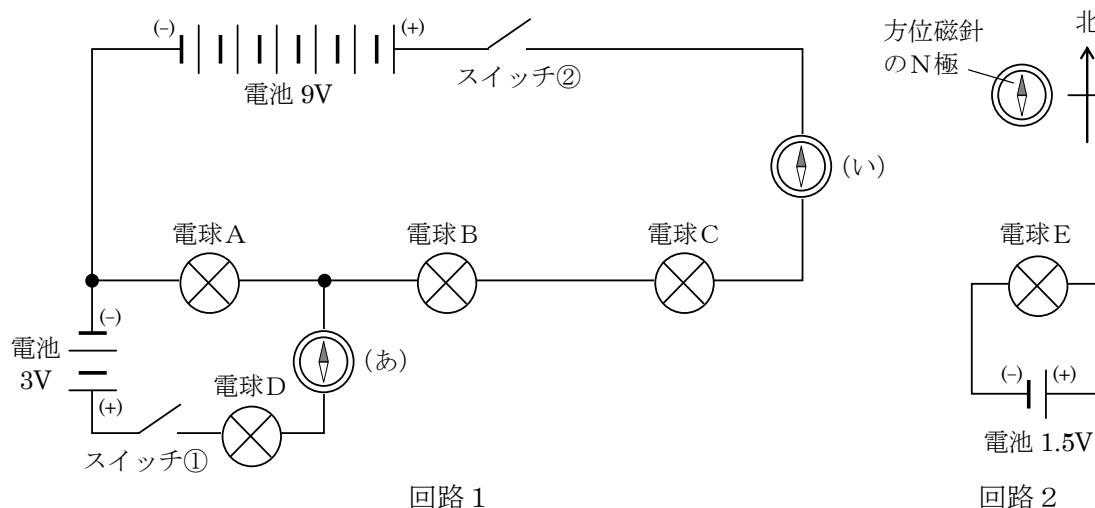 (-)
(+)
電池 9V
スイッチ②
方位磁針
のN極
北
(い)
電球A
電球B
電球C
電球E
(-)
電池
3V
(+)
(あ)
電球D
スイッチ①
(-)
(+)
電池 1.5V
回路1
回路2